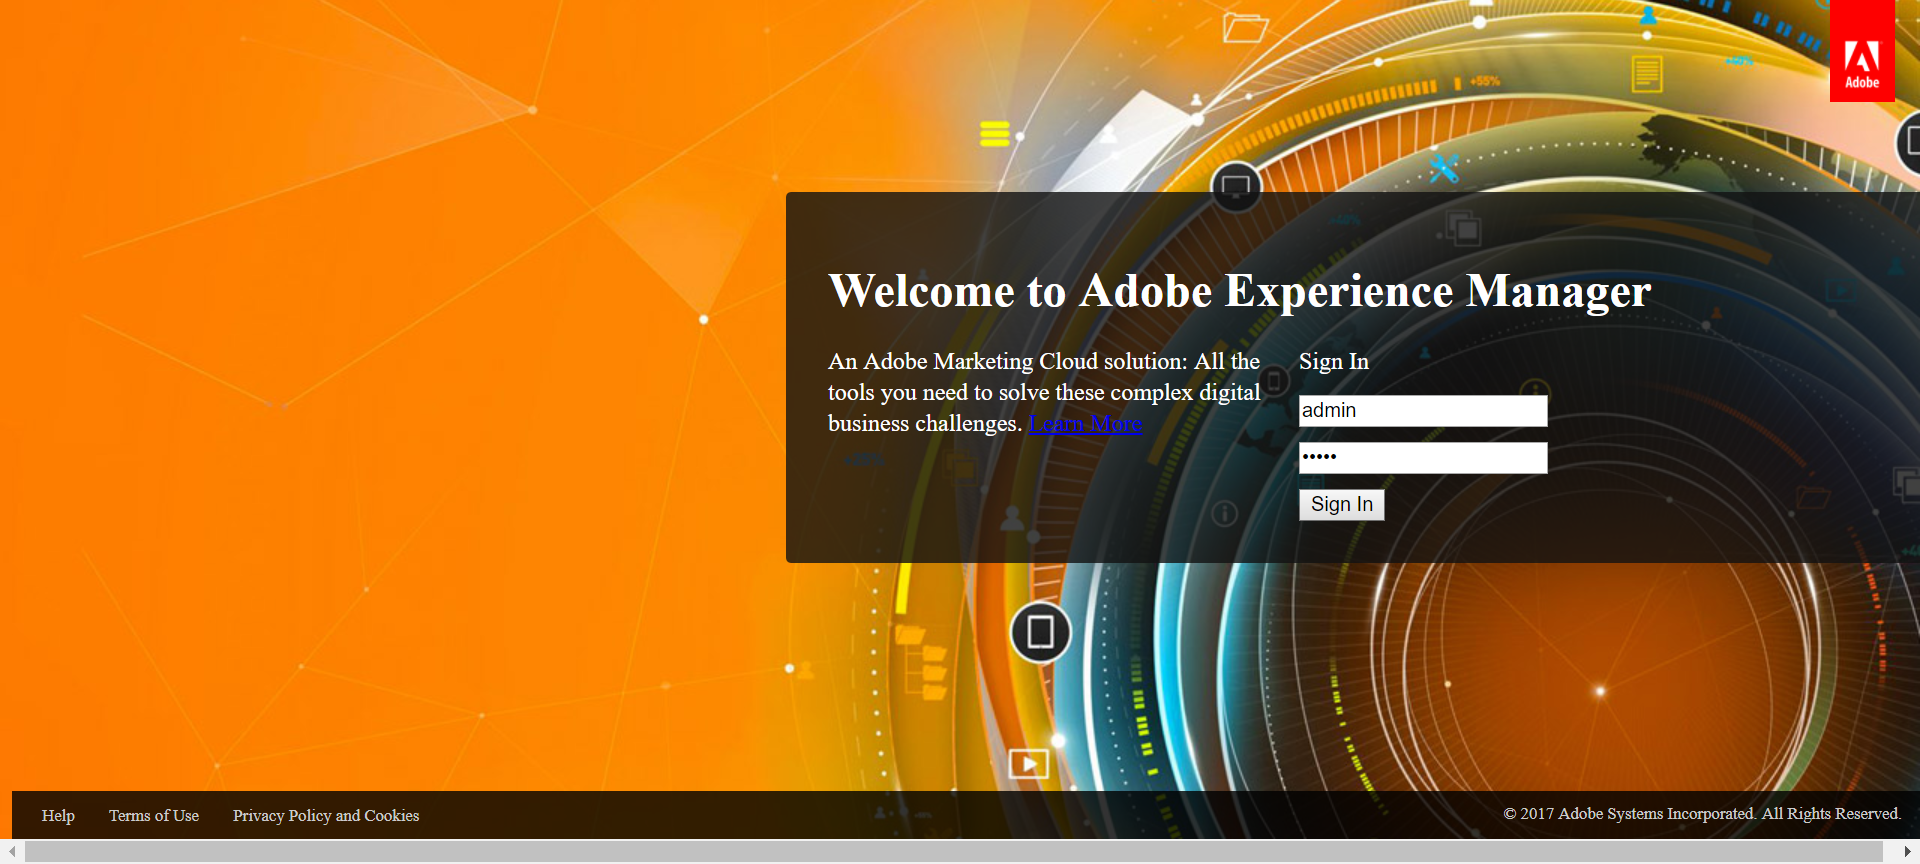 +55%
+46%
Adobe
Welcome to Adobe Experience Manager
An Adobe Marketing Cloud solution: All the
tools you need to solve these complex digital
business challenges. Learn More
Sign In
admin
•••••
Sign In
Help
Terms of Use
Privacy Policy and Cookies
© 2017 Adobe Systems Incorporated. All Rights Reserved.